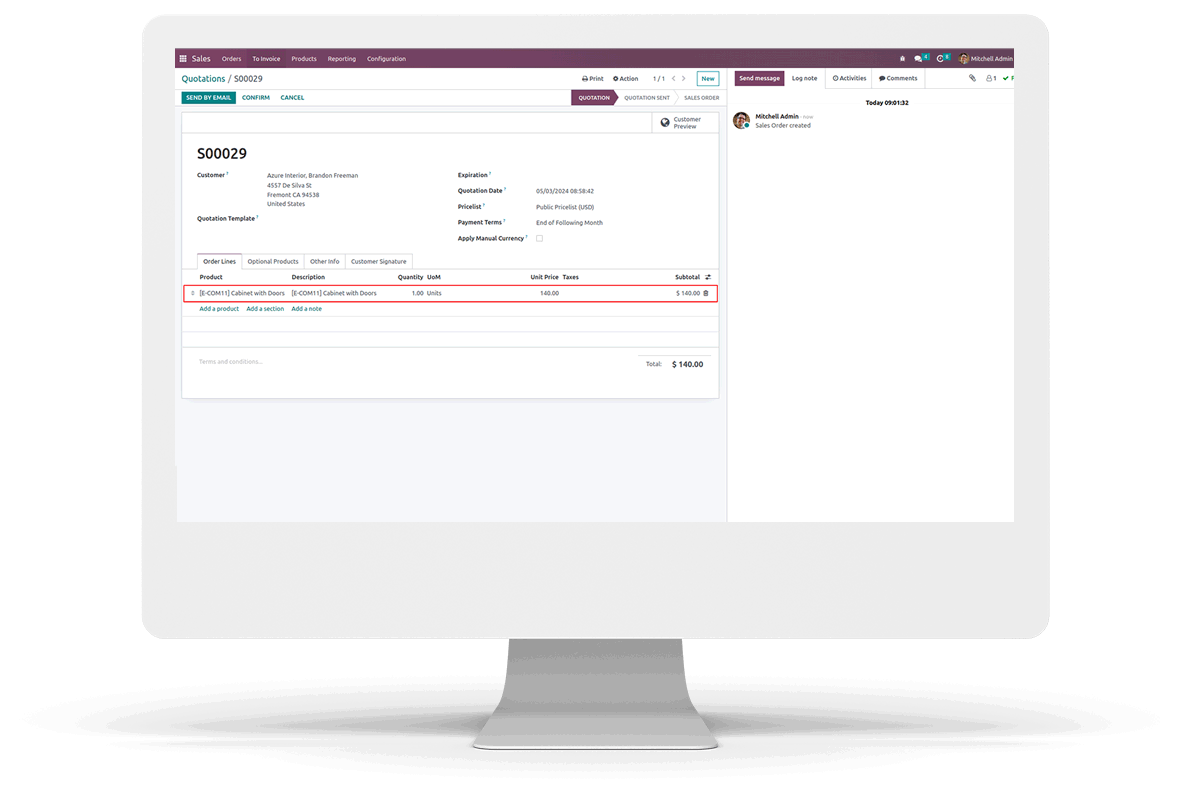 Sales Orders To Invoice Products Reporting Configuration 4 8 Mitchell Admin
Quotations / S00029 Print Action 1 / 1 New Send message Log note Activities Comments 1 F
SEND BY EMAIL CONFIRM CANCEL QUOTATION QUOTATION SENT SALES ORDER
Today 09:01:32
Customer
Preview
Mitchell Admin - now
Sales Order created
S00029
Customer ? Azure Interior, Brandon Freeman
4557 De Silva St
Fremont CA 94538
United States
Quotation Template ?
Expiration ?
Quotation Date ? 05/03/2024 08:58:42
Pricelist ? Public Pricelist (USD)
Payment Terms ? End of Following Month
Apply Manual Currency ?
Order Lines Optional Products Other Info Customer Signature
Product Description Quantity UoM Unit Price Taxes Subtotal
[E-COM11] Cabinet with Doors [E-COM11] Cabinet with Doors 1.00 Units 140.00 $ 140.00
Add a product Add a section Add a note
Terms and conditions... Total: $ 140.00